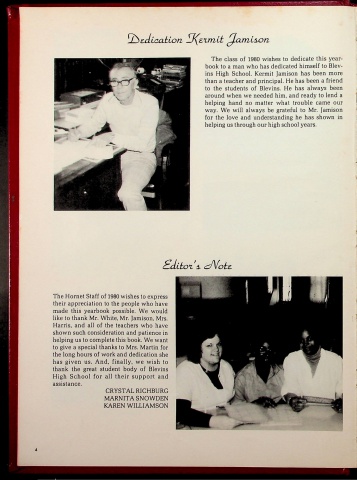 Dedication Kermit Jamison
The class of 1980 wishes to dedicate this year-
book to a man who has dedicated himself to Blev-
ins High School. Kermit Jamison has been more
than a teacher and principal. He has been a friend
to the students of Blevins. He has always been
around when we needed him, and ready to lend a
helping hand no matter what trouble came our
way. We will always be grateful to Mr. Jamison
for the love and understanding he has shown in
helping us through our high school years.
Editor's Note
The Hornet Staff of 1980 wishes to express
their appreciation to the people who have
made this yearbook possible. We would
like to thank Mr. White, Mr. Jamison, Mrs.
Harris, and all of the teachers who have
shown such consideration and patience in
helping us to complete this book. We want
to give a special thanks to Mrs. Martin for
the long hours of work and dedication she
has given us. And, finally, we wish to
thank the great student body of Blevins
High School for all their support and
assistance.
CRYSTAL RICHBURG
MARNITA SNOWDEN
KAREN WILLIAMSON
4